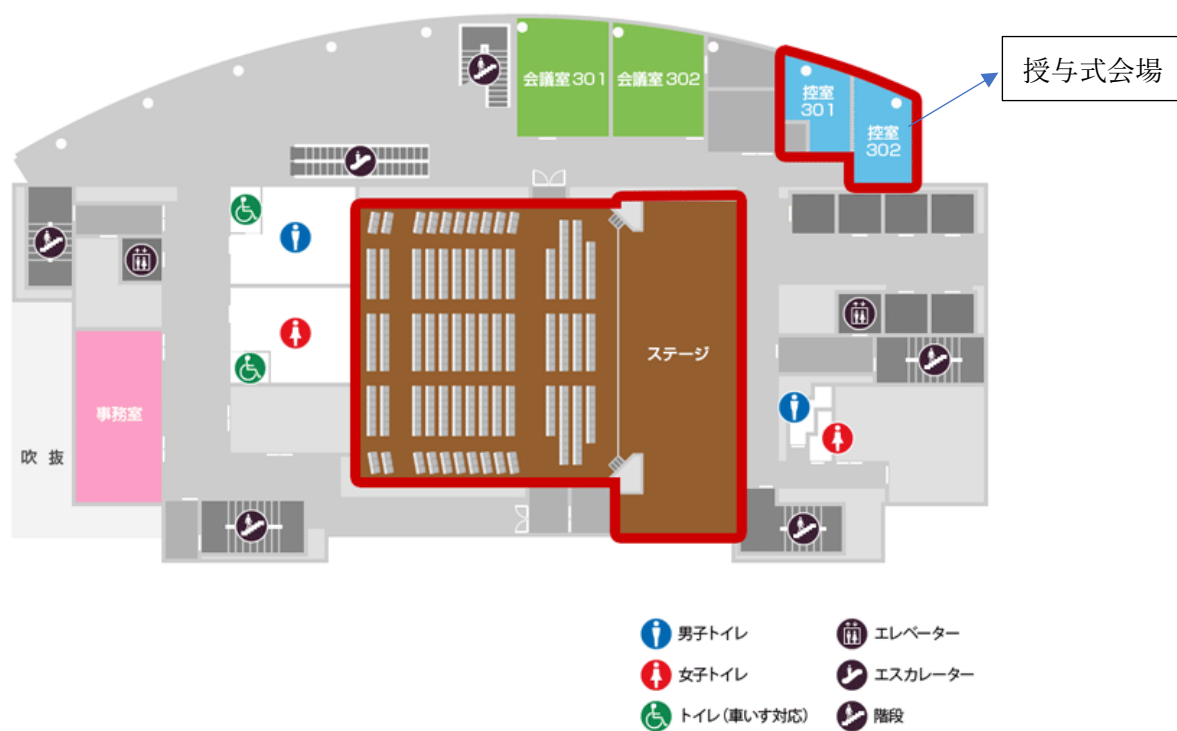 会議室301
会議室302
控室
301
控室
302
授与式会場
ステージ
事務室
吹 抜
男子トイレ
エレベーター
女子トイレ
エスカレーター
トイレ(車いす対応)
階段